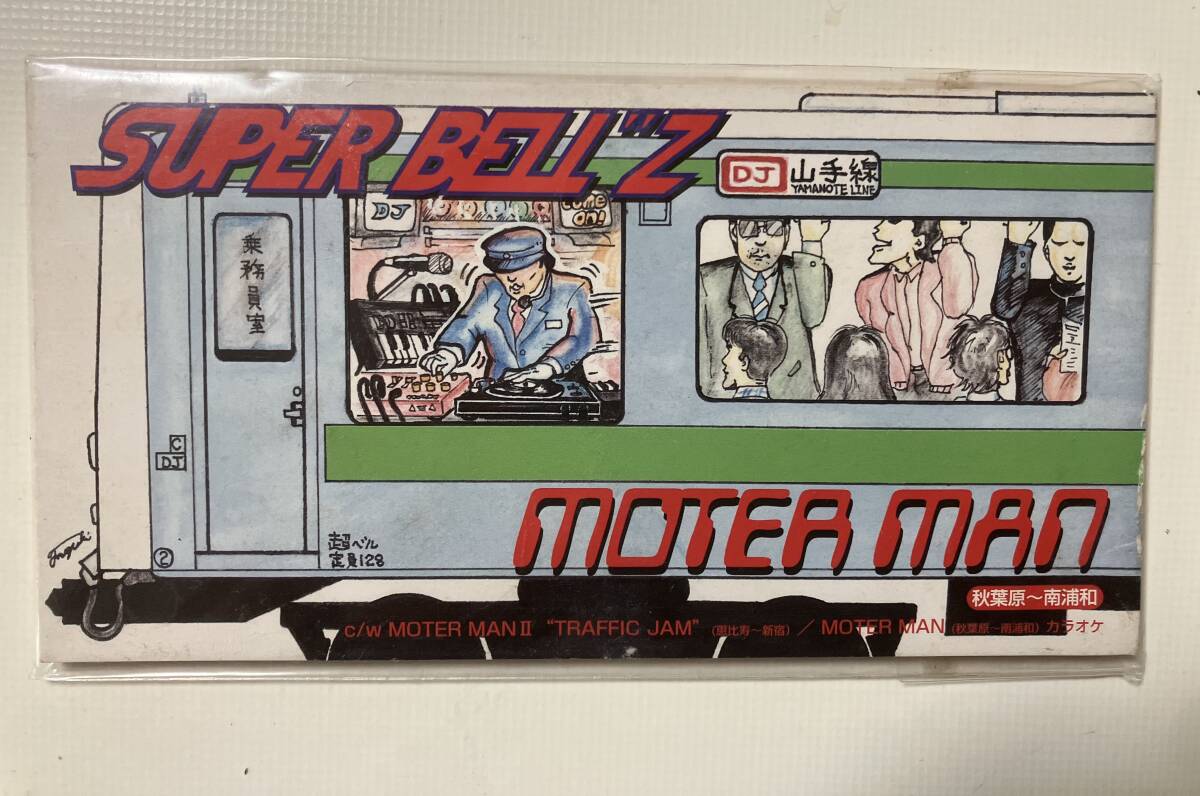 SUPER BELL"Z
DJ 山手線
YAMANOTE LINE
DJ
come on!
乗務員室
C
DJ
②
超ベル
定員128
MOTER MAN
秋葉原～南浦和
c/w MOTER MAN II "TRAFFIC JAM" (恵比寿～新宿) / MOTER MAN (秋葉原～南浦和) カラオケ